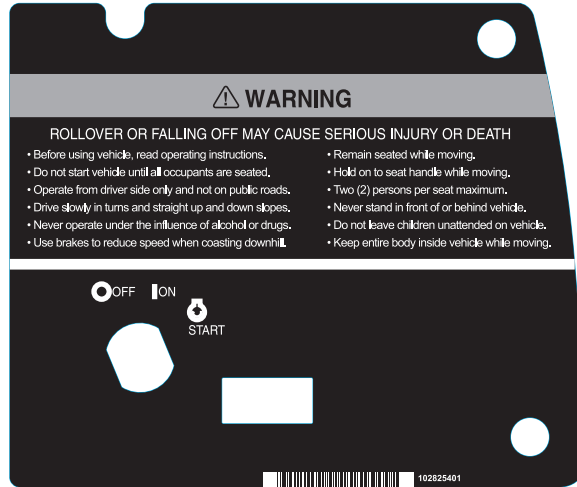 WARNING
ROLLOVER OR FALLING OFF MAY CAUSE SERIOUS INJURY OR DEATH
• Before using vehicle, read operating instructions.
• Do not start vehicle until all occupants are seated.
• Operate from driver side only and not on public roads.
• Drive slowly in turns and straight up and down slopes.
• Never operate under the influence of alcohol or drugs.
• Use brakes to reduce speed when coasting downhill.
• Remain seated while moving.
• Hold on to seat handle while moving.
• Two (2) persons per seat maximum.
• Never stand in front of or behind vehicle.
• Do not leave children unattended on vehicle.
• Keep entire body inside vehicle while moving.
OFF ON
START
102825401